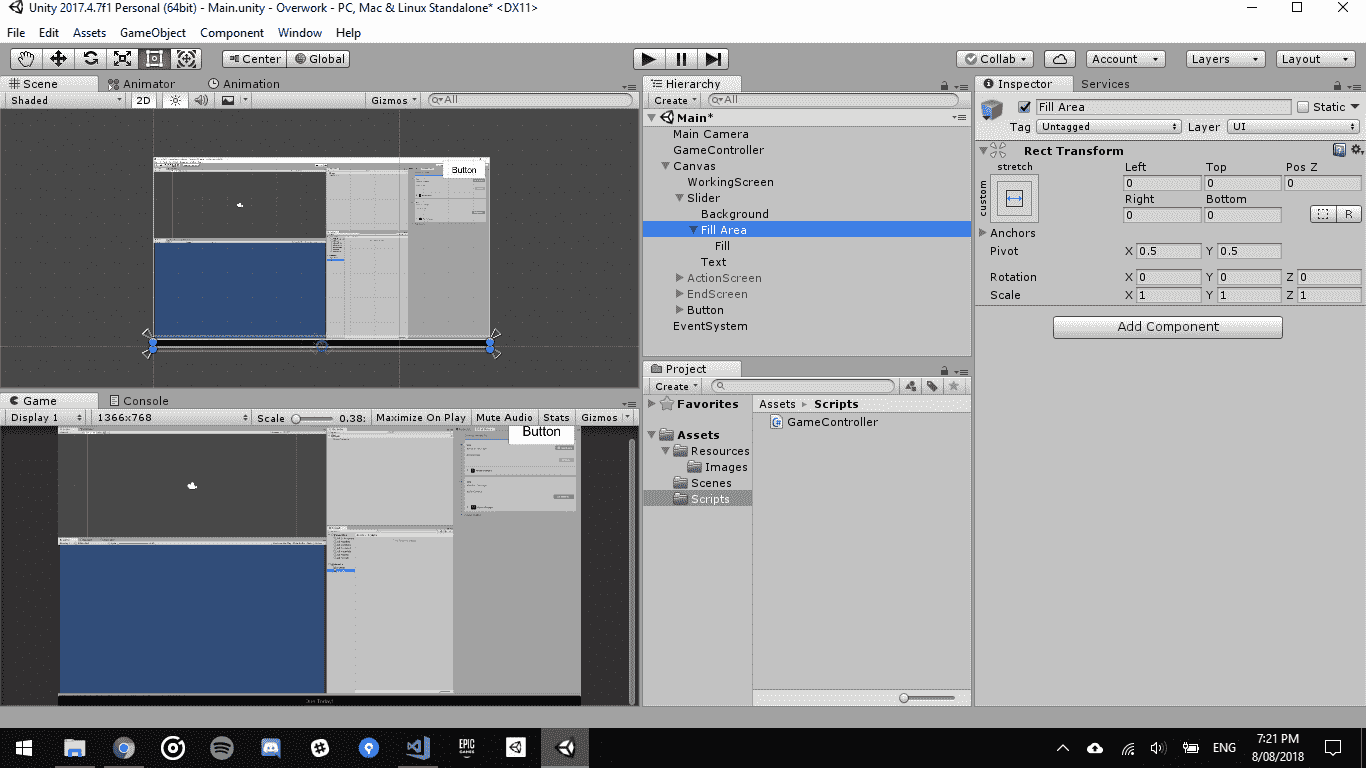 Unity 2017.4.7f1 Personal (64bit) - Main.unity - Overwork - PC, Mac & Linux Standalone* <DX11>
File Edit Assets GameObject Component Window Help
Center Global Collab Account Layers Layout
Scene Animator Animation
Shaded 2D Gizmos All
Button
Game Console
Display 1 1366x768 Scale 0.38: Maximize On Play Mute Audio Stats Gizmos
Button
Due Today!
Hierarchy
Create All
Main*
Main Camera
GameController
Canvas
WorkingScreen
Slider
Background
Fill Area
Fill
Text
ActionScreen
EndScreen
Button
EventSystem
Project
Create
Favorites
Assets
Resources
Images
Scenes
Scripts
Assets Scripts
GameController
Inspector Services
Fill Area Static
Tag Untagged Layer UI
Rect Transform
stretch Left Top Pos Z
custom 0 0 0
Right Bottom
0 0 R
Anchors
Pivot X 0.5 Y 0.5
Rotation X 0 Y 0 Z 0
Scale X 1 Y 1 Z 1
Add Component
EPIC GAMES
ENG
7:21 PM
8/08/2018